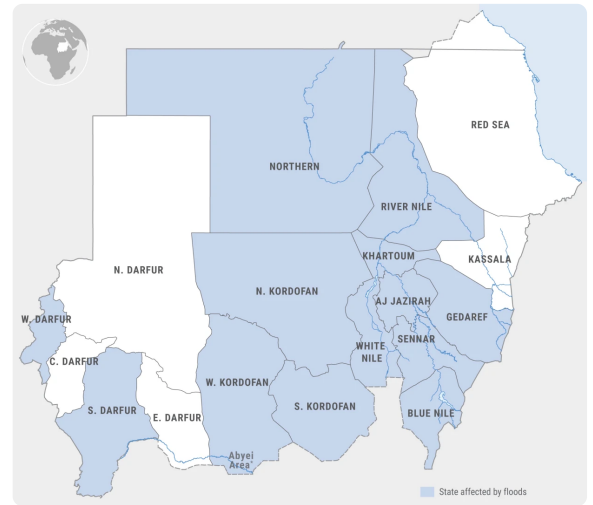 RED SEA
NORTHERN
RIVER NILE
KHARTOUM
KASSALA
N. DARFUR
N. KORDOFAN
AJ JAZIRAH
GEDAREF
W. DARFUR
SENNAR
WHITE
NILE
C. DARFUR
W. KORDOFAN
S. KORDOFAN
S. DARFUR
E. DARFUR
BLUE NILE
Abyei
Area
State affected by floods